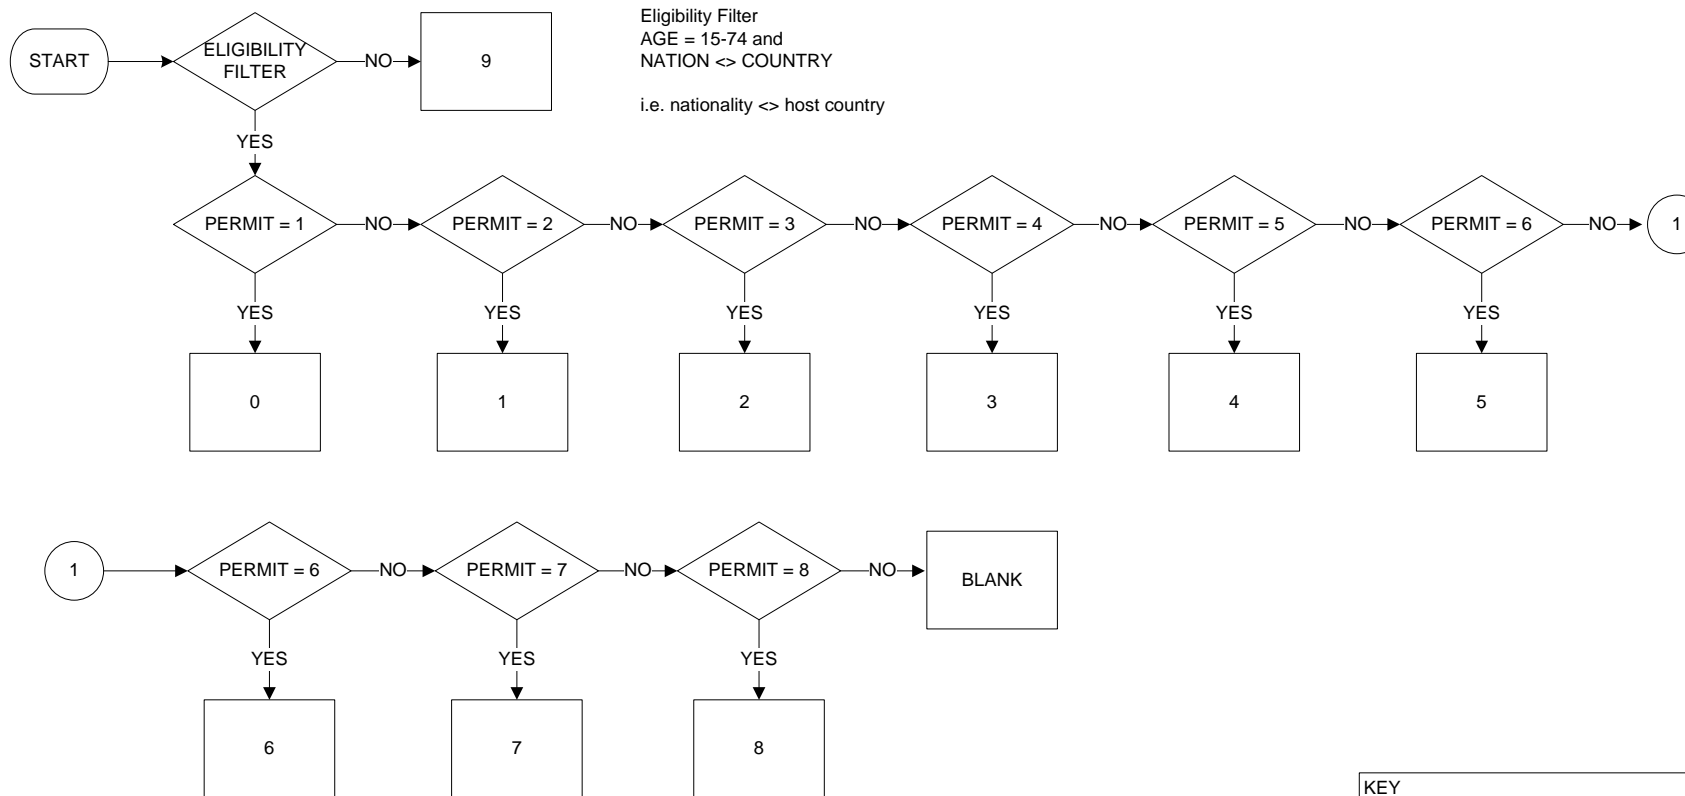 START
ELIGIBILITY
FILTER
NO
9
Eligibility Filter
AGE = 15-74 and
NATION <> COUNTRY
i.e. nationality <> host country
YES
PERMIT = 1
NO
PERMIT = 2
NO
PERMIT = 3
NO
PERMIT = 4
NO
PERMIT = 5
NO
PERMIT = 6
NO
1
YES
YES
YES
YES
YES
YES
0
1
2
3
4
5
1
PERMIT = 6
NO
PERMIT = 7
NO
PERMIT = 8
NO
BLANK
YES
YES
YES
6
7
8
KEY